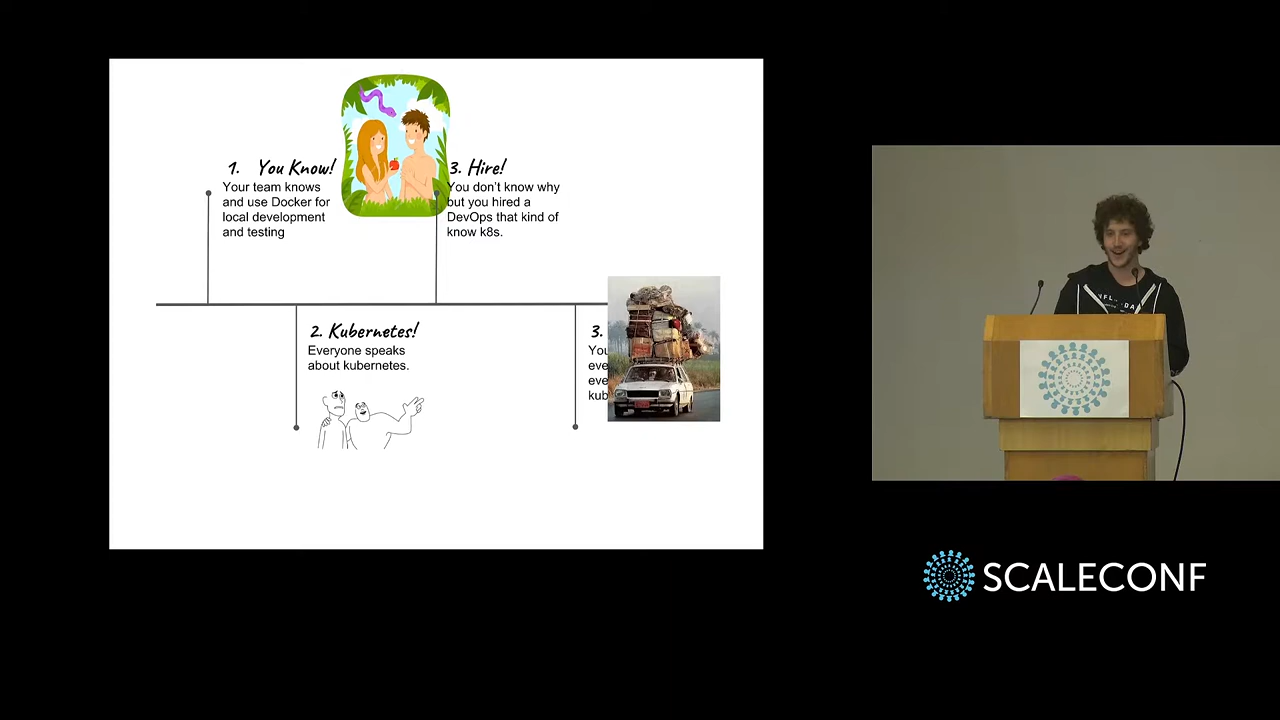 1. You Know!
Your team knows
and use Docker for
local development
and testing
3. Hire!
You don't know why
but you hired a
DevOps that kind of
know k8s.
2. Kubernetes!
Everyone speaks
about kubernetes.
3.
SCALECONF